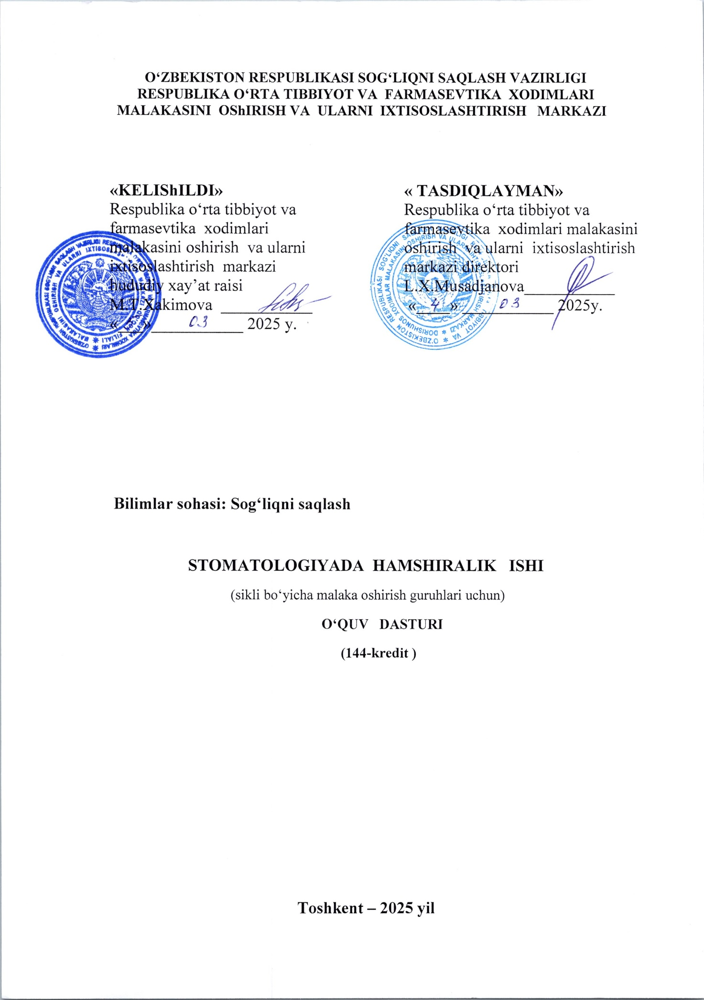 O‘ZBEKISTON RESPUBLIKASI SOG‘LIQNI SAQLASH VAZIRLIGI
RESPUBLIKA O‘RTA TIBBIYOT VA FARMASEVTIKA XODIMLARI
MALAKASINI OShIRISH VA ULARNI IXTISOSLASHTIRISH MARKAZI
«KELIShILDI»
Respublika o‘rta tibbiyot va
farmasevtika xodimlari
malakasini oshirish va ularni
ixtisoslashtirish markazi
hududiy xay’at raisi
M.T.Xakimova ____________
«___»____03____ 2025 y.
« TASDIQLAYMAN»
Respublika o‘rta tibbiyot va
farmasevtika xodimlari malakasini
oshirish va ularni ixtisoslashtirish
markazi direktori
L.X.Musadjanova____________
«__4__» ____03____ 2025y.
Bilimlar sohasi: Sog‘liqni saqlash
STOMATOLOGIYADA HAMSHIRALIK ISHI
(sikli bo‘yicha malaka oshirish guruhlari uchun)
O‘QUV DASTURI
(144-kredit )
Toshkent – 2025 yil